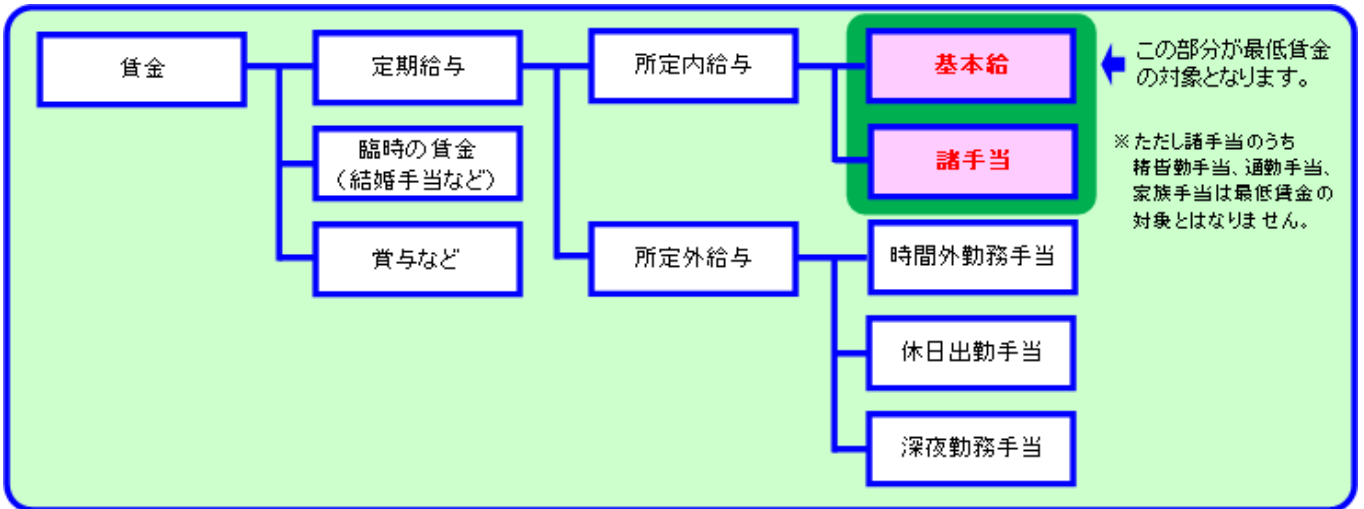 賃金
定期給与
所定内給与
基本給
この部分が最低賃金
の対象となります。
臨時の賃金
（結婚手当など）
諸手当
※ただし諸手当のうち
精皆勤手当、通勤手当、
家族手当は最低賃金の
対象とはなりません。
賞与など
所定外給与
時間外勤務手当
休日出勤手当
深夜勤務手当